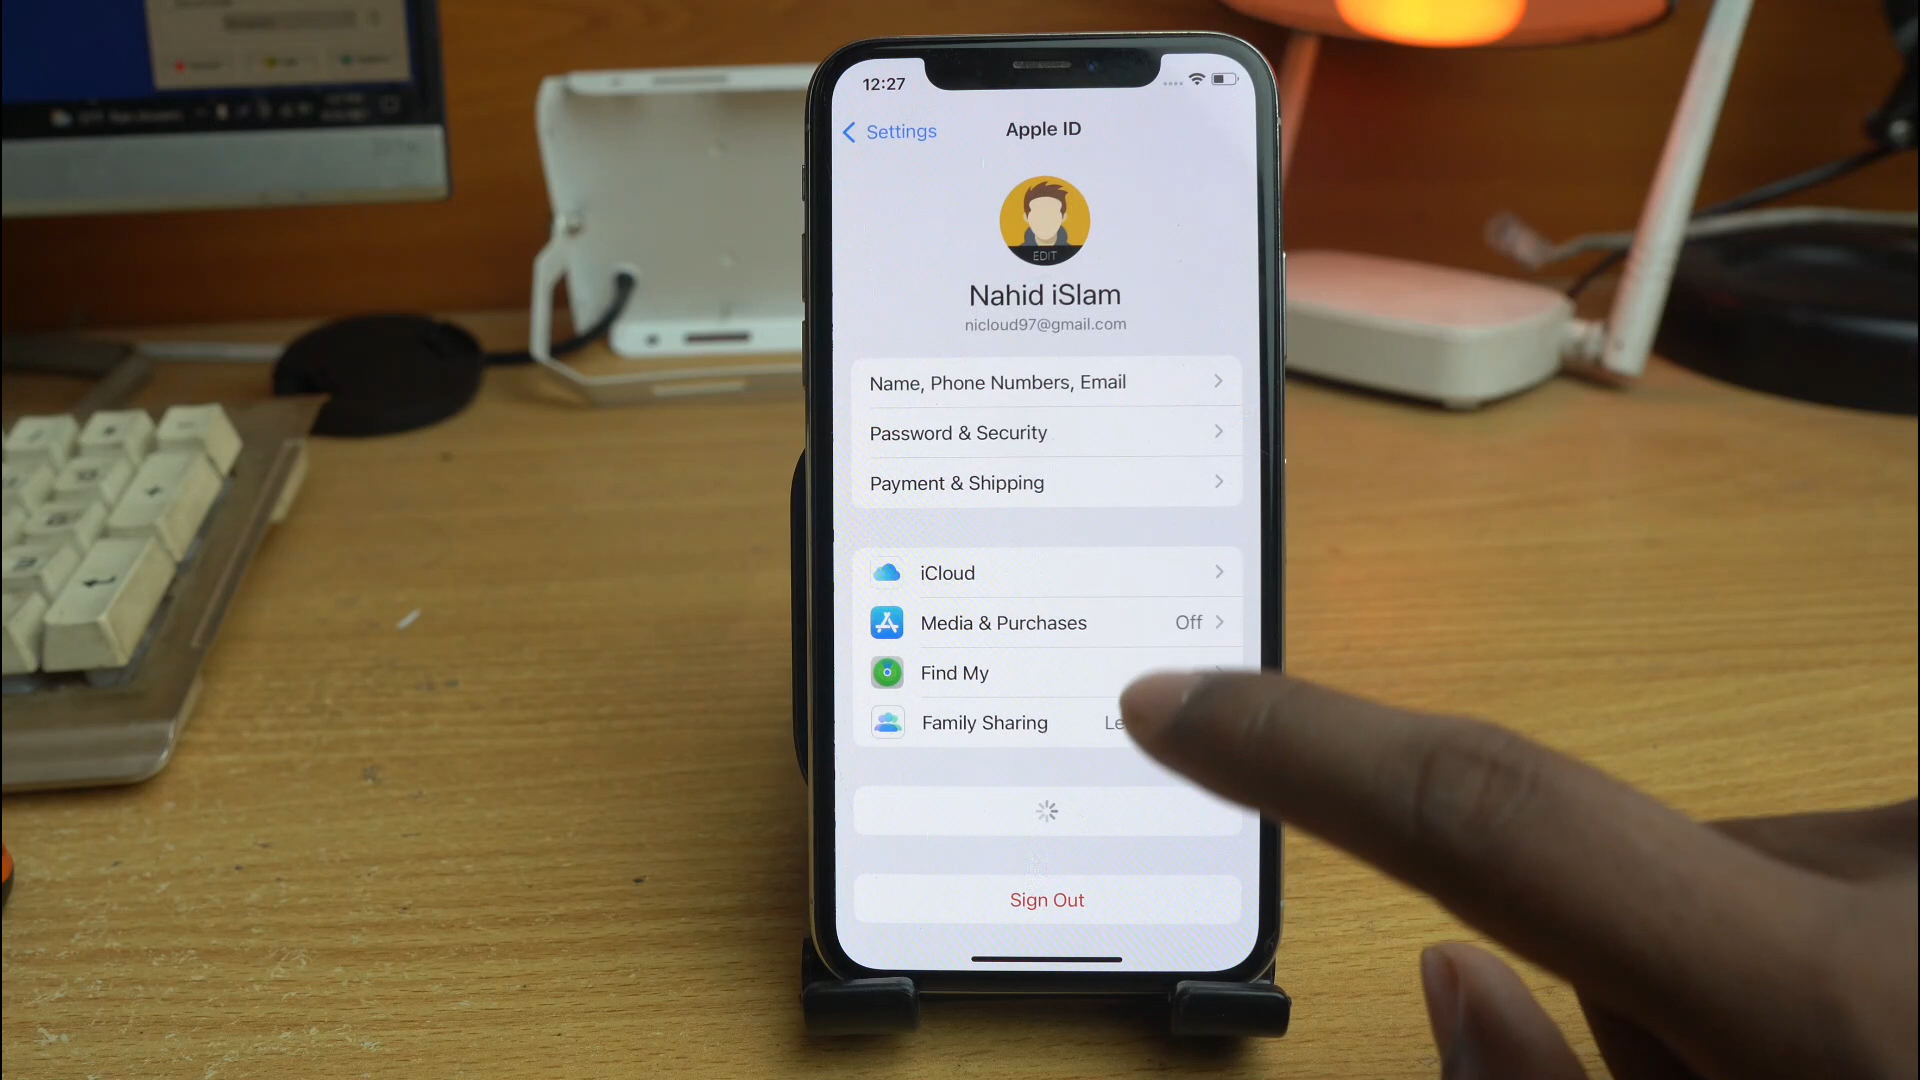 12:27
Settings
Apple ID
EDIT
Nahid iSlam
nicloud97@gmail.com
Name, Phone Numbers, Email
Password & Security
Payment & Shipping
iCloud
Media & Purchases Off
Find My
Family Sharing Le
Sign Out